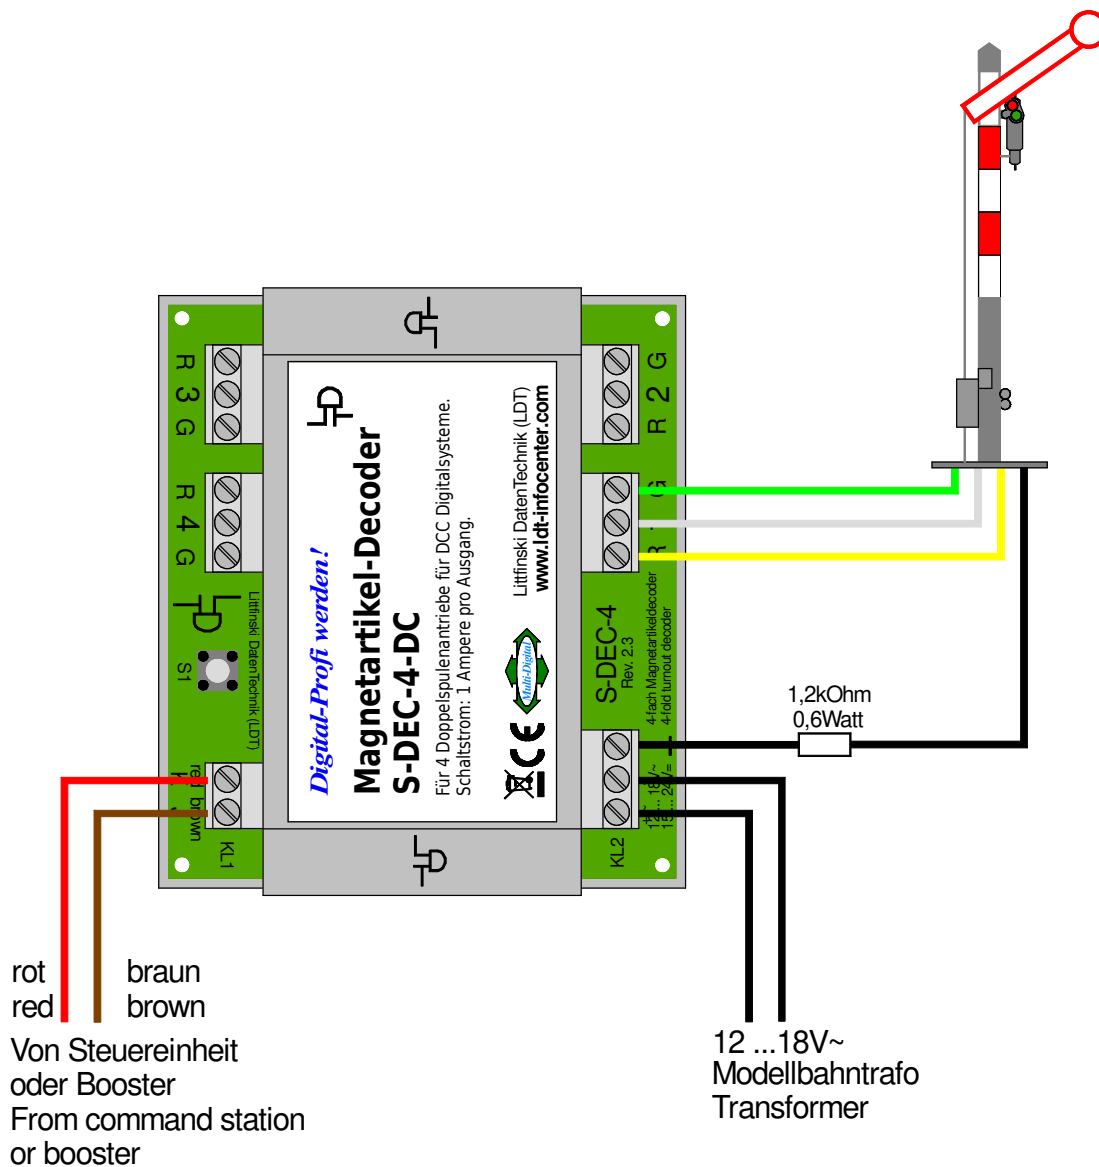 R
3
G
R
4
G
Littfinski DatenTechnik (LDT)
S1
red
brown
KL1
Digital-Profi werden!
Magnetartikel-Decoder
S-DEC-4-DC
Für 4 Doppelspulenantriebe für DCC Digitalsysteme.
Schaltstrom: 1 Ampere pro Ausgang.
Multi-Digital
CE
Littfinski DatenTechnik (LDT)
www.ldt-infocenter.com
G
2
R
G
R
S-DEC-4
Rev. 2.3
4-fach Magnetartikeldecoder
4-fold turnout decoder
KL2
1,2kOhm
0,6Watt
rot
red
braun
brown
Von Steuereinheit
oder Booster
From command station
or booster
12 ...18V~
Modellbahntrafo
Transformer